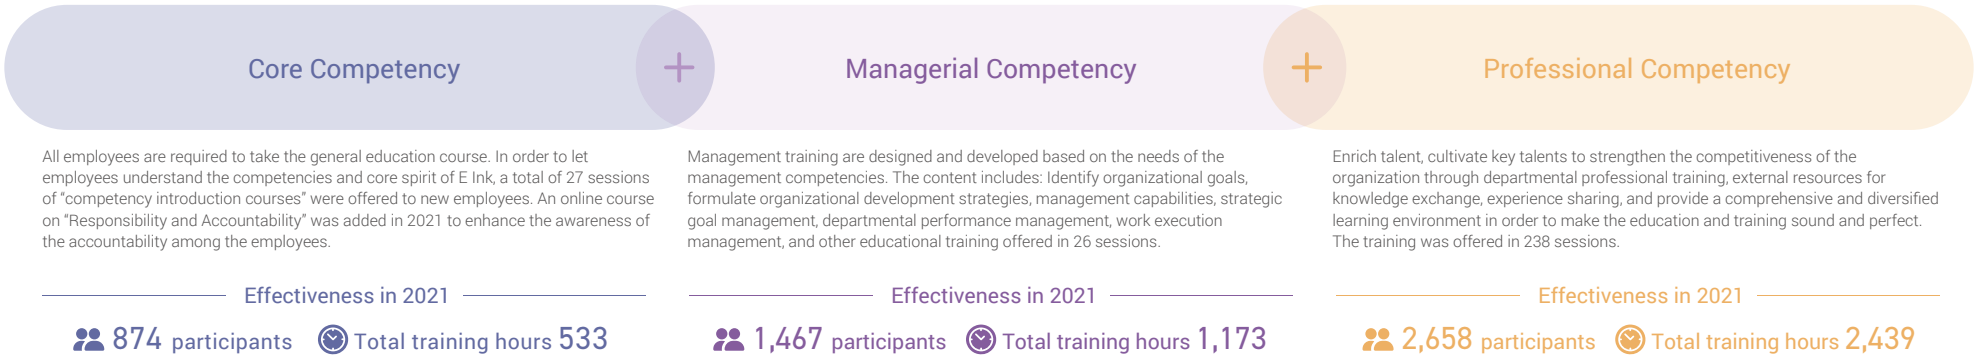 Core Competency
+
Managerial Competency
+
Professional Competency
All employees are required to take the general education course. In order to let
employees understand the competencies and core spirit of E Ink, a total of 27 sessions
of “competency introduction courses” were offered to new employees. An online course
on “Responsibility and Accountability” was added in 2021 to enhance the awareness of
the accountability among the employees.
Effectiveness in 2021
874 participants Total training hours 533
Management training are designed and developed based on the needs of the
management competencies. The content includes: Identify organizational goals,
formulate organizational development strategies, management capabilities, strategic
goal management, departmental performance management, work execution
management, and other educational training offered in 26 sessions.
Effectiveness in 2021
1,467 participants Total training hours 1,173
Enrich talent, cultivate key talents to strengthen the competitiveness of the
organization through departmental professional training, external resources for
knowledge exchange, experience sharing, and provide a comprehensive and diversified
learning environment in order to make the education and training sound and perfect.
The training was offered in 238 sessions.
Effectiveness in 2021
2,658 participants Total training hours 2,439